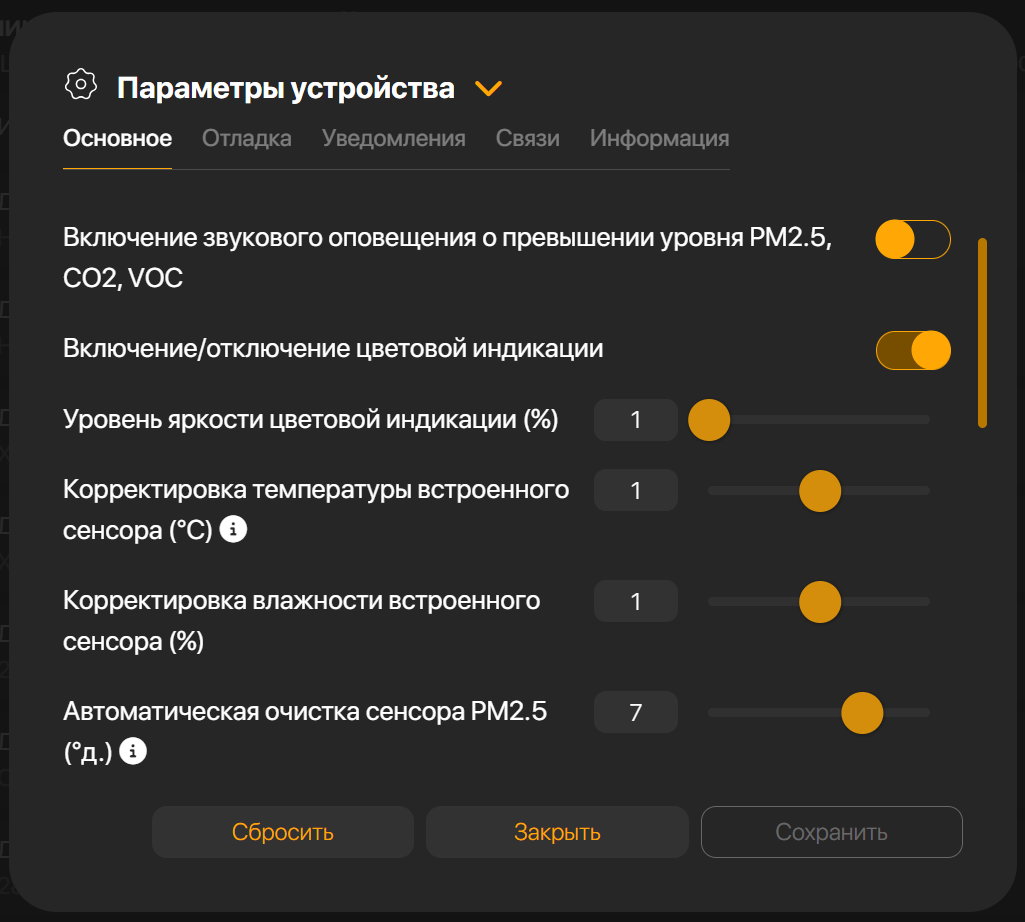 Параметры устройства
Основное Отладка Уведомления Связи Информация
Включение звукового оповещения о превышении уровня PM2.5,
CO2, VOC
Включение/отключение цветовой индикации
Уровень яркости цветовой индикации (%) 1
Корректировка температуры встроенного 1
сенсора (°C)
Корректировка влажности встроенного 1
сенсора (%)
Автоматическая очистка сенсора PM2.5 7
(°д.)
Сбросить Закрыть Сохранить